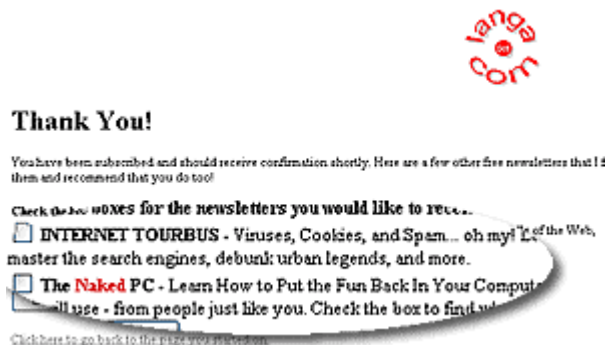 langa
com
Thank You!
You have been subscribed and should receive confirmation shortly. Here are a few other free newsletters that I
them and recommend that you do too!
Check the boxes for the newsletters you would like to
INTERNET TOURBUS - Viruses, Cookies, and Spam... oh my! of the Web,
master the search engines, debunk urban legends, and more.
The Naked PC - Learn How to Put the Fun Back In Your
will use - from people just like you. Check the box to find
Click here to go back to the page you started on.